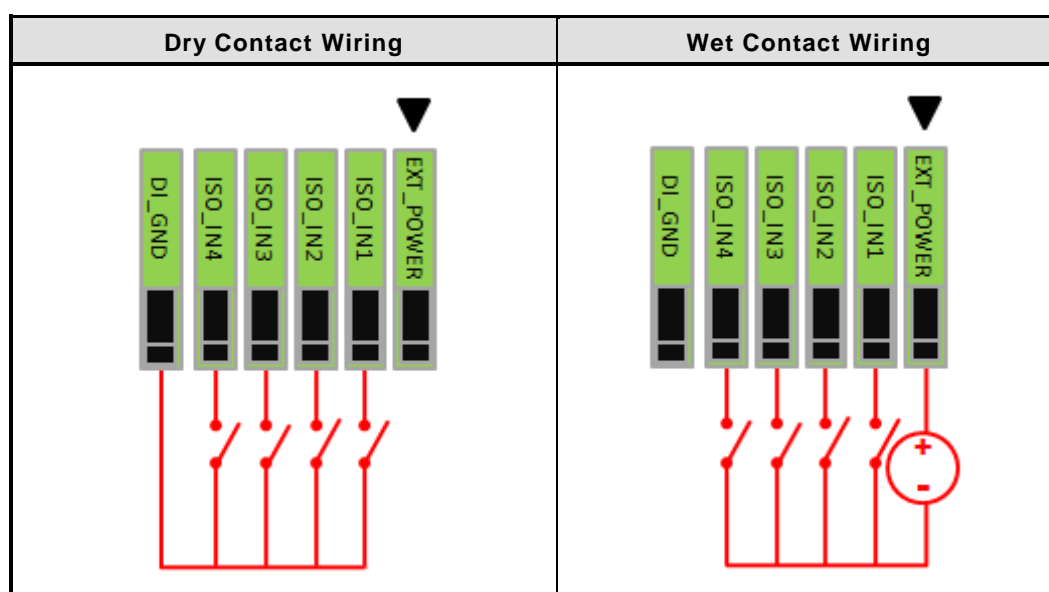 Dry Contact Wiring
Wet Contact Wiring
DI_GND
ISO_IN4
ISO_IN3
ISO_IN2
ISO_IN1
EXT_POWER
DI_GND
ISO_IN4
ISO_IN3
ISO_IN2
ISO_IN1
EXT_POWER
+
-